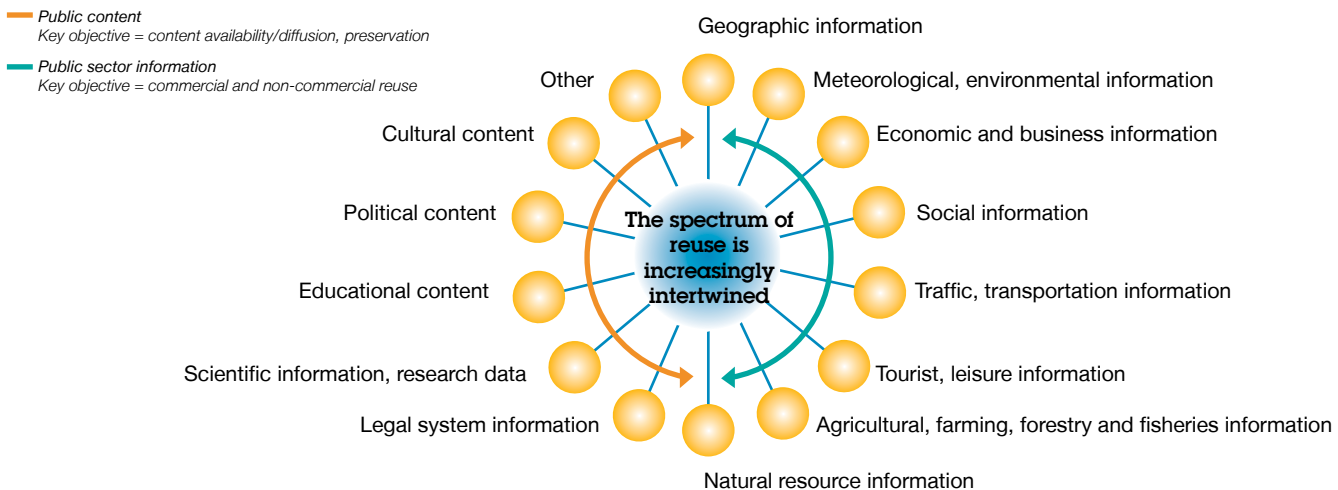 Public content
Key objective = content availability/diffusion, preservation
Public sector information
Key objective = commercial and non-commercial reuse
Geographic information
Other
Meteorological, environmental information
Cultural content
Economic and business information
Political content
Social information
The spectrum of
reuse is
increasingly
intertwined
Educational content
Traffic, transportation information
Scientific information, research data
Tourist, leisure information
Legal system information
Agricultural, farming, forestry and fisheries information
Natural resource information